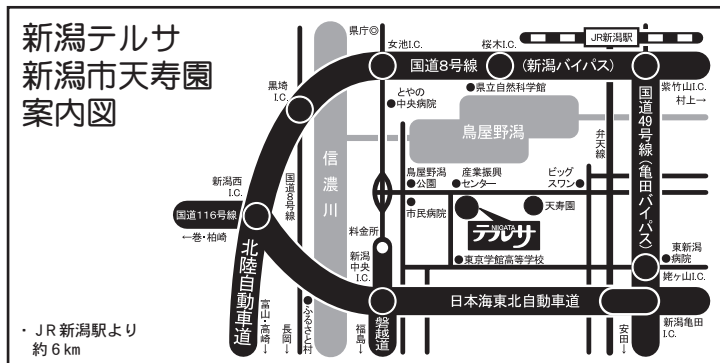 新潟テルサ
新潟市天寿園
案内図
県庁◎
女池I.C.
桜木I.C.
JR新潟駅
国道8号線 (新潟バイパス)
紫竹山I.C.
村上→
黒埼
I.C.
とやの
中央病院
県立自然科学館
鳥屋野潟
弁天線
国道49号線(亀田バイパス)
信濃川
国道8号線
新潟西
I.C.
国道116号線
←巻・柏崎
北陸自動車道
鳥屋野潟
公園
産業振興
センター
ビッグ
スワン
市民病院
天寿園
NIIGATA
テルサ
料金所
新潟
中央
I.C.
東京学館高等学校
東新潟
病院
姥ヶ山I.C.
日本海東北自動車道
新潟亀田
I.C.
安田→
磐越道
福島→
ふるさと村
長岡→
富山・高崎→
・JR新潟駅より
約6km